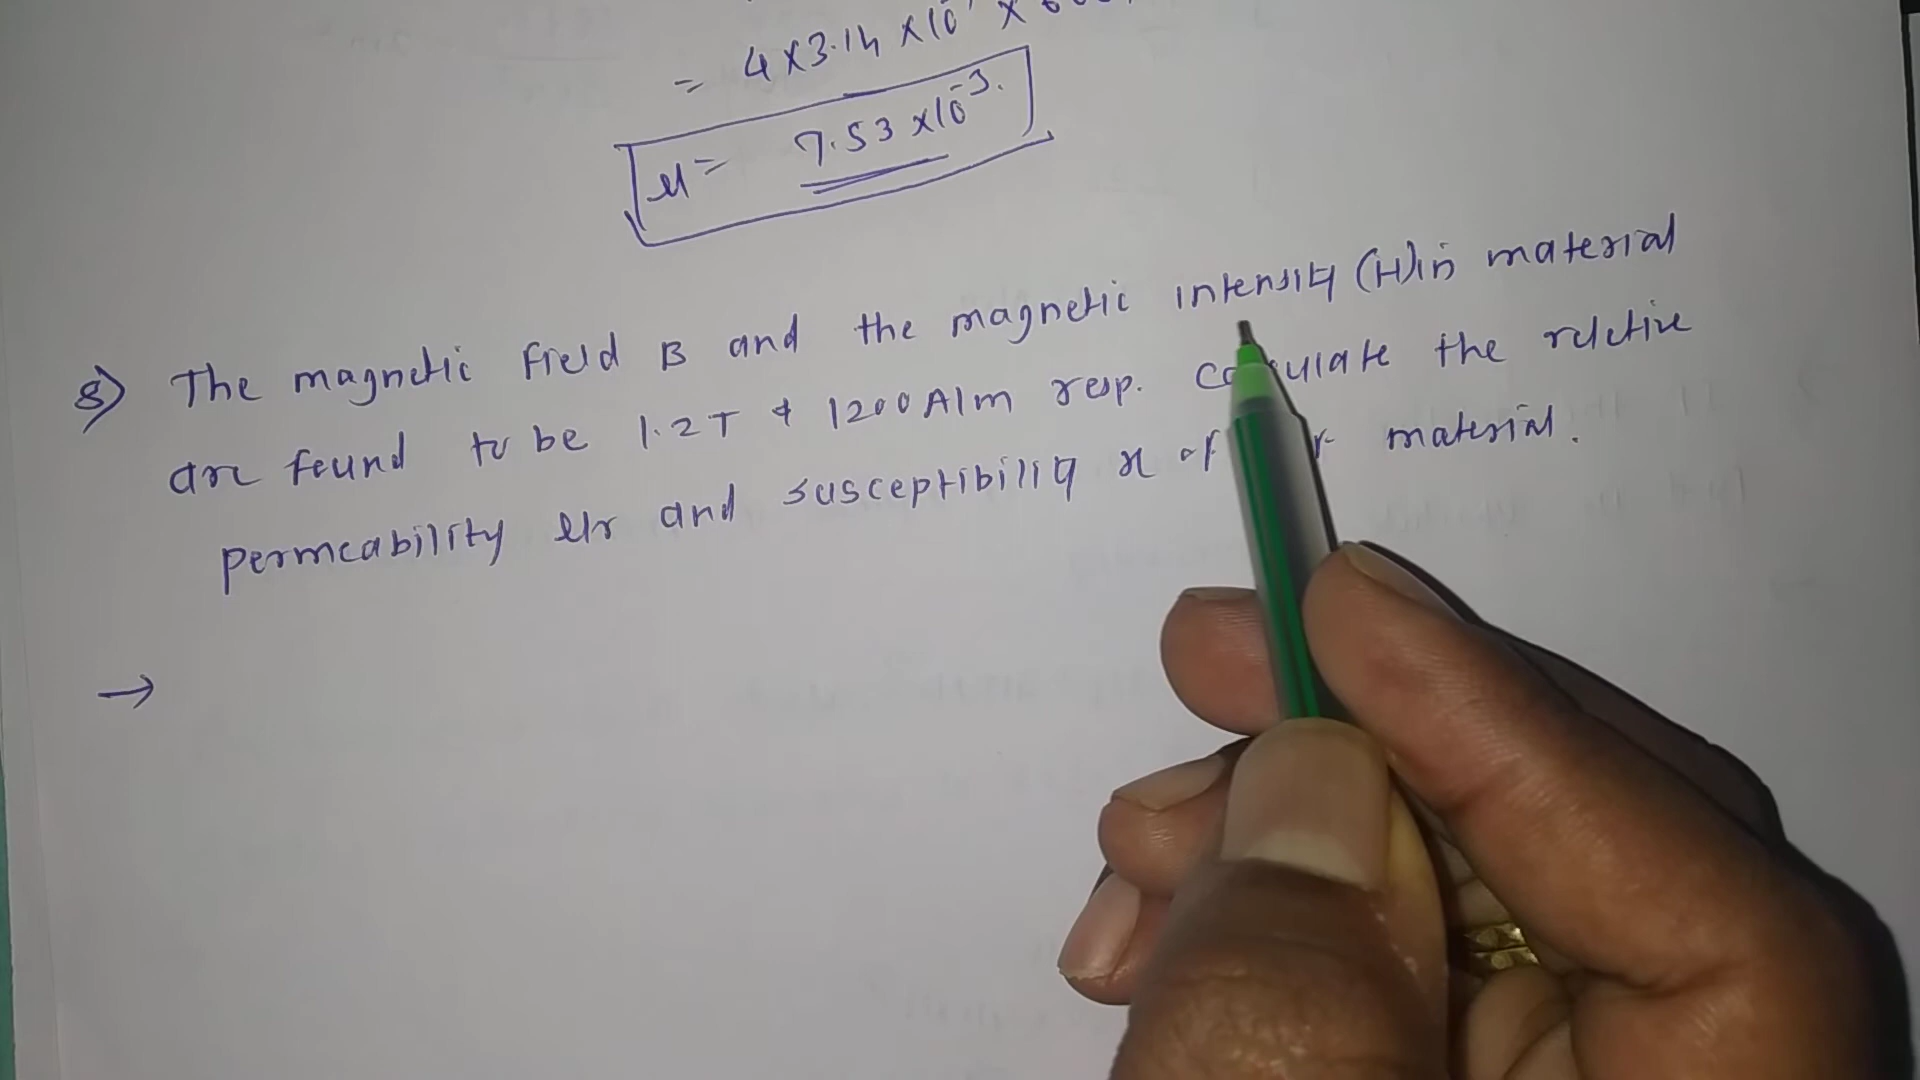 = 4×3.14 ×10 ×
μ = 7.53 ×10⁻³.
8) The magnetic field B and the magnetic intensity (H) in material
are found to be 1.2T & 1200 A/m resp. Calculate the reletive
permeability μr and susceptibility x of material.
→